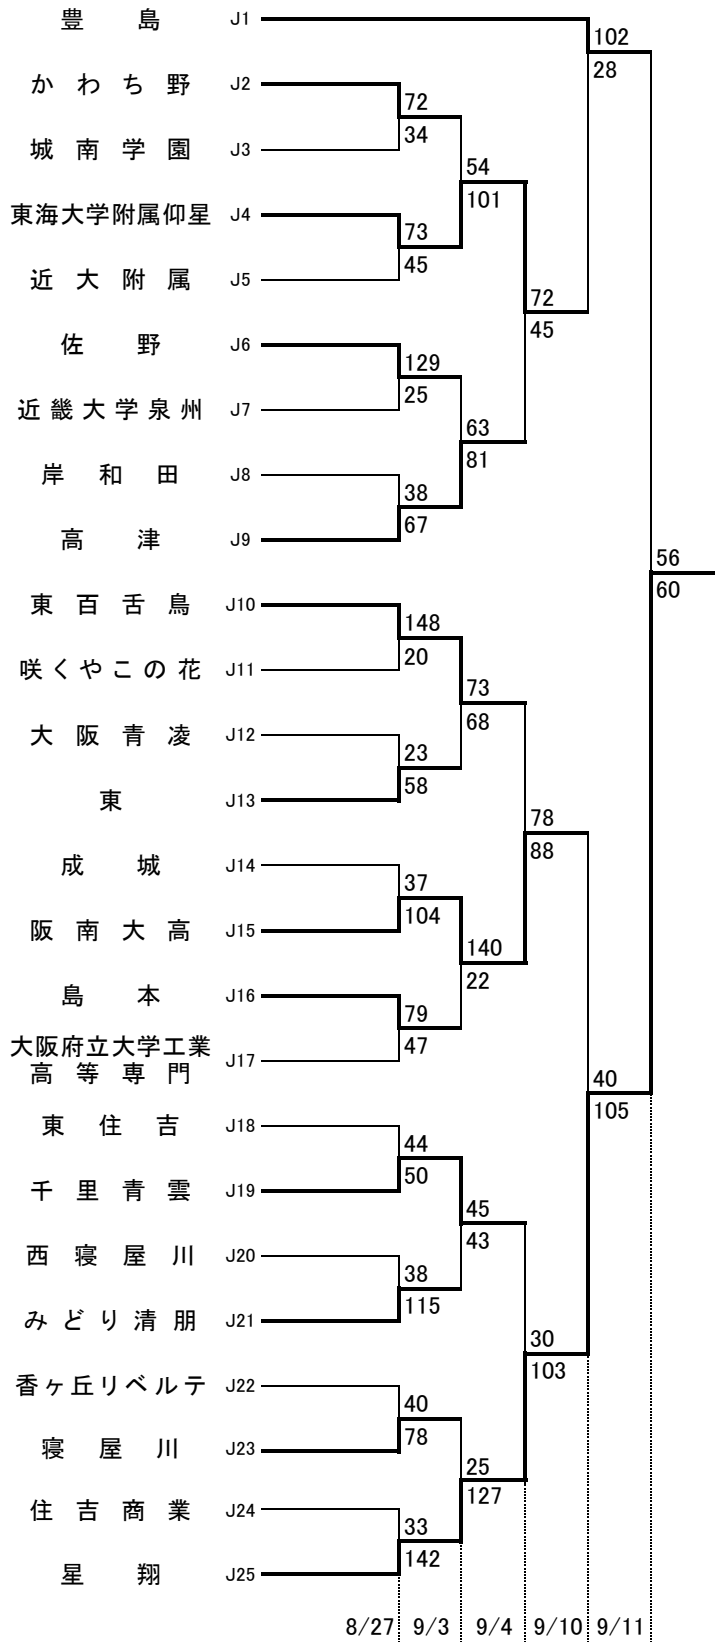 豊島 J1
102
28
かわち野 J2
72
34
城南学園 J3
54
101
東海大学附属仰星 J4
73
45
近大附属 J5
72
45
佐野 J6
129
25
近畿大学泉州 J7
63
81
岸和田 J8
38
67
高津 J9
56
60
東百舌鳥 J10
148
20
咲くやこの花 J11
73
68
大阪青凌 J12
23
58
東 J13
78
88
成城 J14
37
104
阪南大高 J15
140
22
島本 J16
79
47
大阪府立大学工業
高等専門 J17
40
105
東住吉 J18
44
50
千里青雲 J19
45
43
西寝屋川 J20
38
115
みどり清朋 J21
30
103
香ヶ丘リベルテ J22
40
78
寝屋川 J23
25
127
住吉商業 J24
33
142
星翔 J25
8/27 9/3 9/4 9/10 9/11